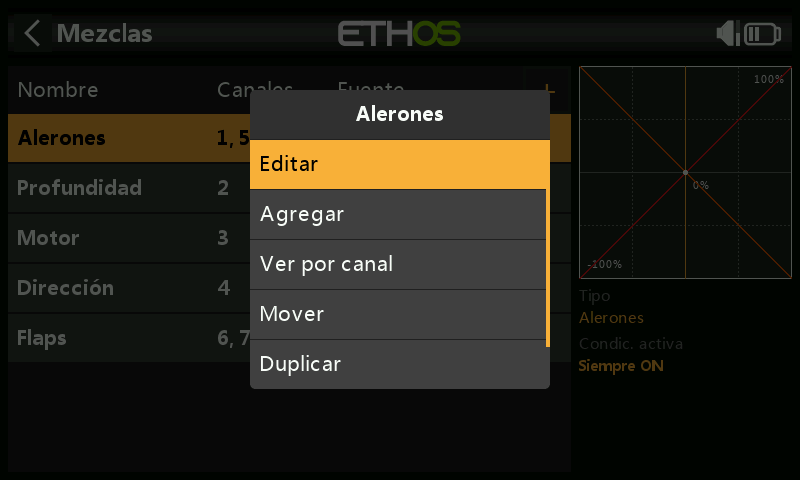 Mezclas
ETHOS
Nombre Canales Fuente +
Alerones 1, 5
Profundidad 2
Motor 3
Dirección 4
Flaps 6, 7
Alerones
Editar
Agregar
Ver por canal
Mover
Duplicar
100%
0%
-100%
Tipo
Alerones
Condic. activa
Siempre ON